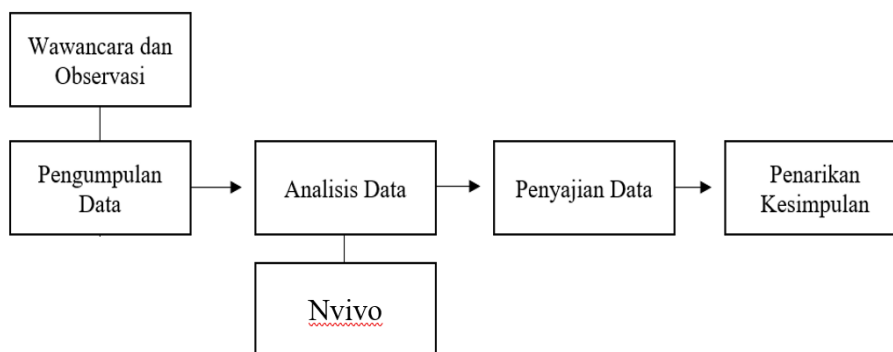 Wawancara dan
Observasi
Pengumpulan
Data
Analisis Data
Penyajian Data
Penarikan
Kesimpulan
Nvivo